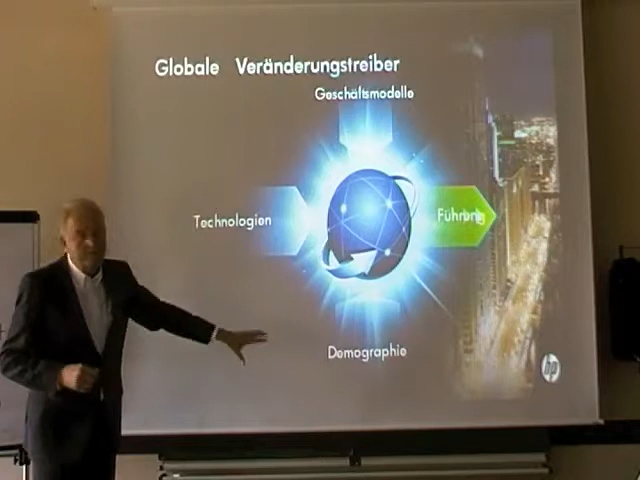 Globale Veränderungstreiber
Geschäftsmodelle
Technologien
Führung
Demographie
hp